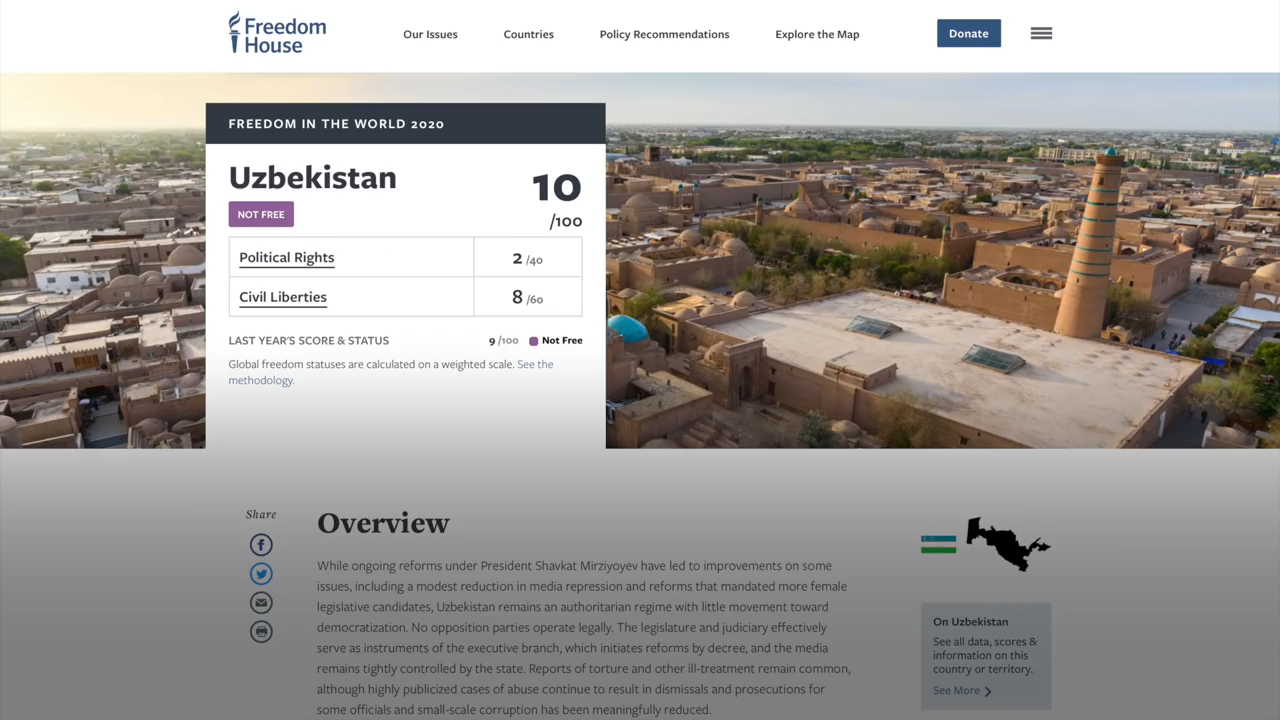 Freedom
House
Our Issues
Countries
Policy Recommendations
Explore the Map
Donate
FREEDOM IN THE WORLD 2020
Uzbekistan
10
/100
NOT FREE
Political Rights
2 /40
Civil Liberties
8 /60
LAST YEAR'S SCORE & STATUS
9 /100 Not Free
Global freedom statuses are calculated on a weighted scale. See the
methodology.
Share
Overview
While ongoing reforms under President Shavkat Mirziyoyev have led to improvements on some
issues, including a modest reduction in media repression and reforms that mandated more female
legislative candidates, Uzbekistan remains an authoritarian regime with little movement toward
democratization. No opposition parties operate legally. The legislature and judiciary effectively
serve as instruments of the executive branch, which initiates reforms by decree, and the media
remains tightly controlled by the state. Reports of torture and other ill-treatment remain common,
although highly publicized cases of abuse continue to result in dismissals and prosecutions for
some officials and small-scale corruption has been meaningfully reduced.
On Uzbekistan
See all data, scores &
information on this
country or territory.
See More